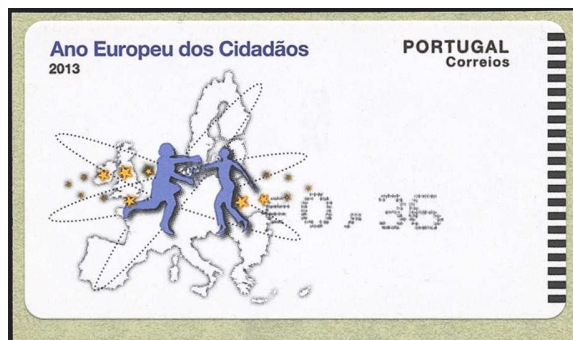 Ano Europeu dos Cidadãos
2013
PORTUGAL
Correios
€0,36